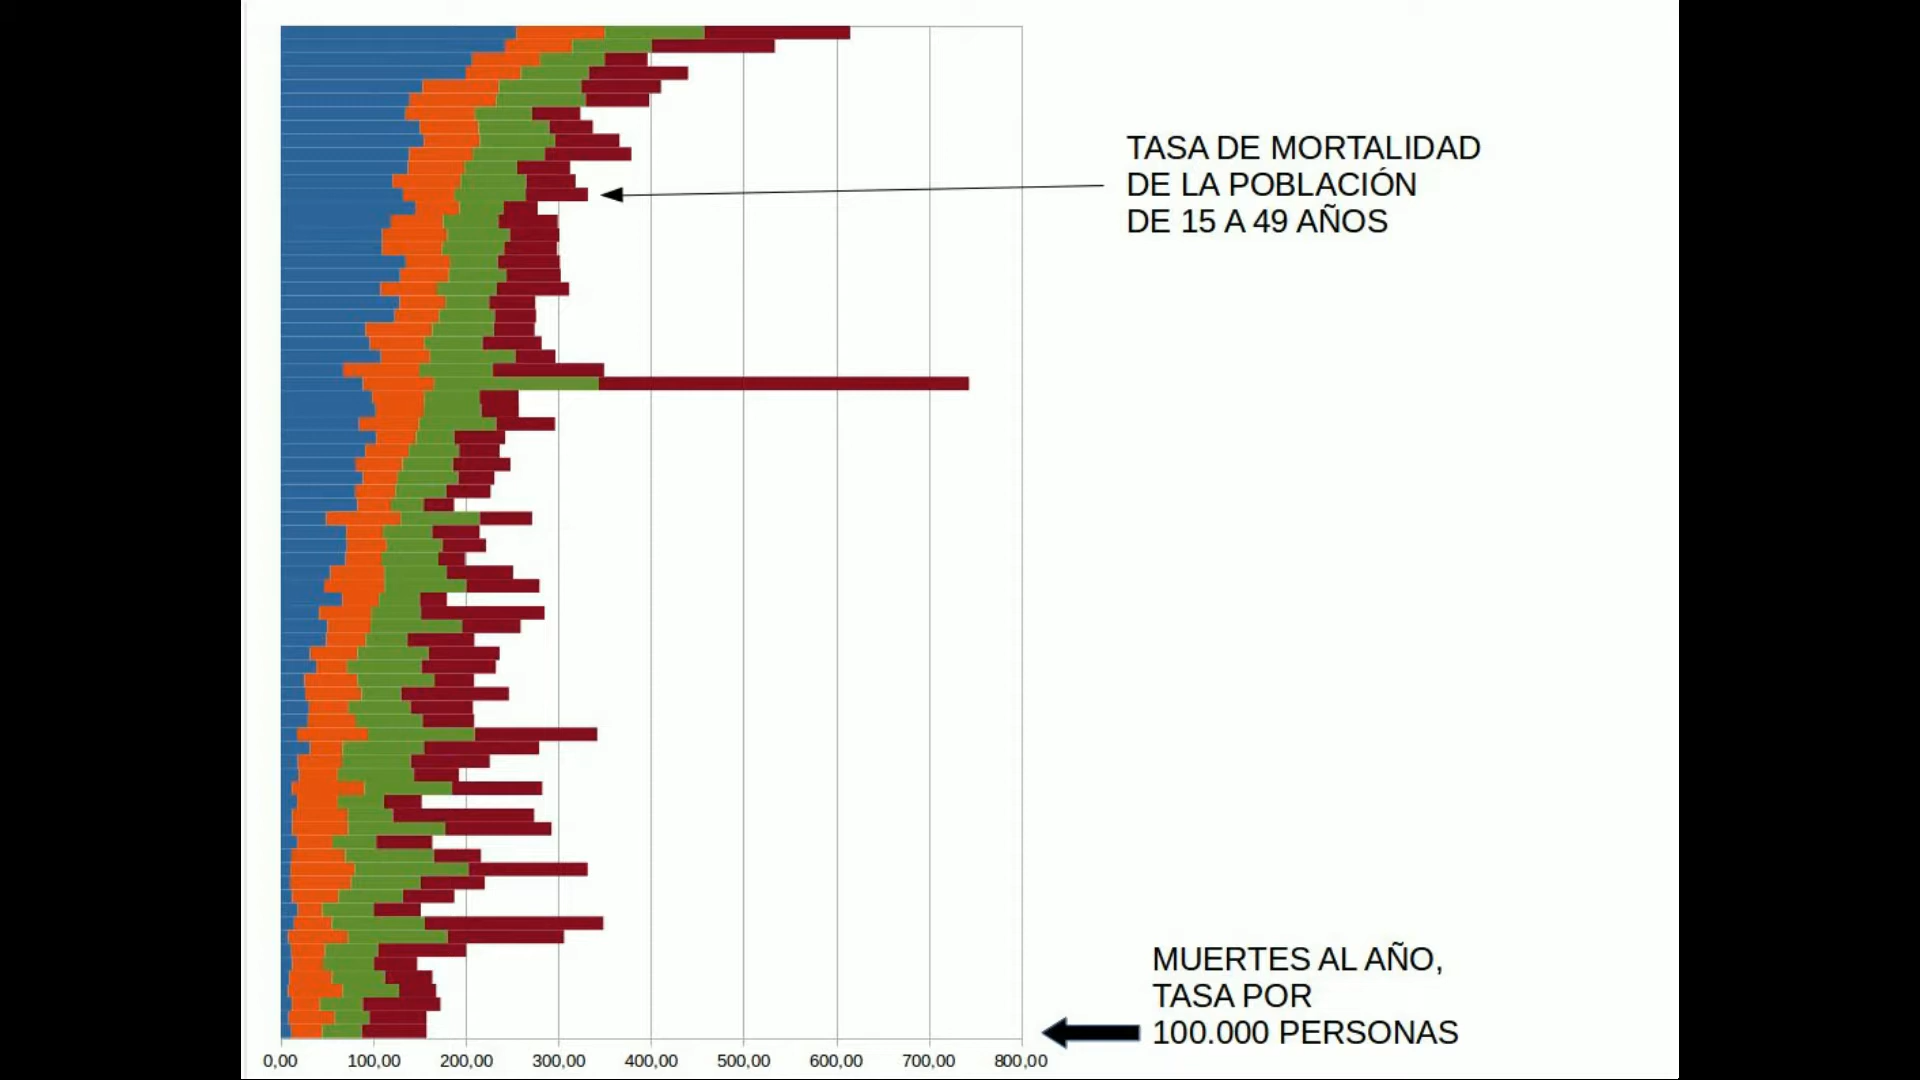 TASA DE MORTALIDAD
DE LA POBLACIÓN
DE 15 A 49 AÑOS
MUERTES AL AÑO,
TASA POR
100.000 PERSONAS
0,00 100,00 200,00 300,00 400,00 500,00 600,00 700,00 800,00